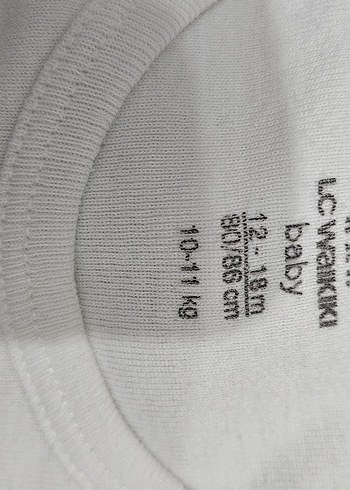 LC WAIKIKI
baby
12-18m
80/86 cm
10-11 kg